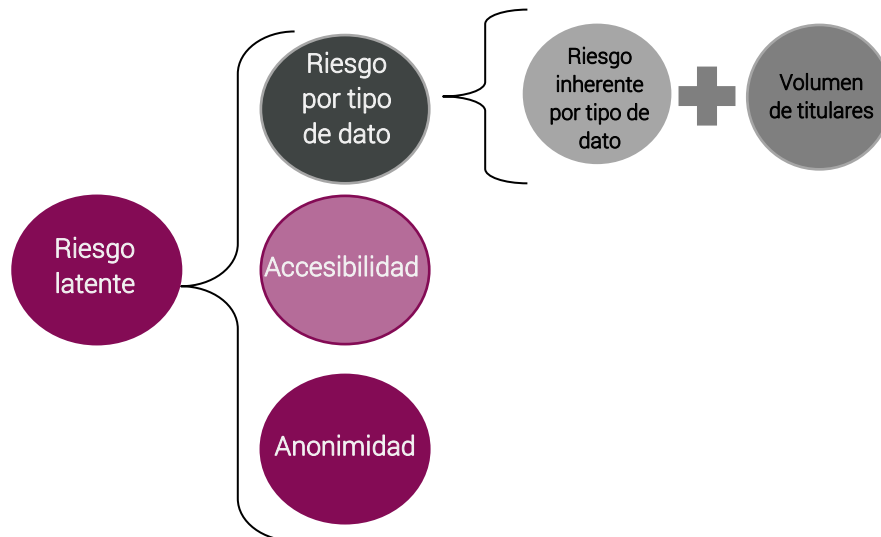 Riesgo
latente
Riesgo
por tipo
de dato
Accesibilidad
Anonimidad
Riesgo
inherente
por tipo de
dato
Volumen
de titulares